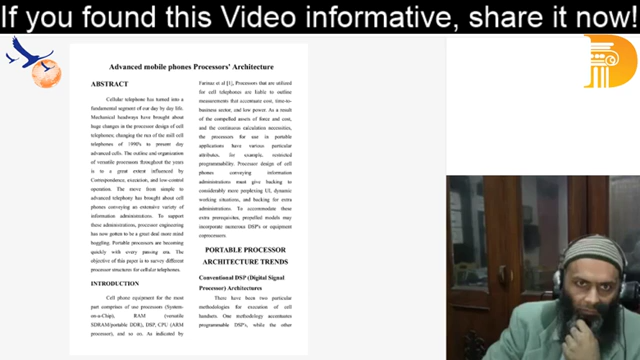 If you found this Video informative, share it now!
Advanced mobile phones Processors' Architecture
ABSTRACT
Cellular telephone has turned into a
fundamental segment of our day by day life.
Mechanical headways have brought about
huge changes in the processor design of cell
telephones; changing the run of the mill cell
telephones of 1990's to present day
advanced cells. The outline and organization
of versatile processors throughout the years
is to a great extent influenced by
Correspondence, execution, and low-control
operation. The move from simple to
advanced telephony has brought about cell
phones conveying an extensive variety of
information administrations. To support
these administrations, processor engineering
has now gotten to be a great deal more mind
boggling. Portable processors are becoming
quickly with every passing era. The
objective of this paper is to survey different
processor structures for cellular telephones.
INTRODUCTION
Cell phone equipment for the most
part comprises of use processors (System-
on-a-Chip), RAM (versatile
SDRAM/portable DDR), DSP, CPU (ARM
processor), and so on. As indicated by
et al [1], Processors that are utilized
for cell telephones are liable to outline
measurements that accentuate cost, time-to-
business sector, and low power. As a result
of the compelled assets of force and cost,
and the continuous calculation necessities,
the processors for use in portable
applications have various particular
attributes, for example, restricted
programmability. Processor design of cell
phones conveying information
administrations must give backing to
considerably more perplexing UI, dynamic
working situations, and backing for extra
administrations. To accommodate these
extra prerequisites, propelled models may
incorporate numerous DSP's or equipment
coprocessors.
PORTABLE PROCESSOR
ARCHITECTURE TRENDS
Conventional DSP (Digital Signal
Processor) Architectures
There have been two particular
methodologies for execution of cell
handsets. One methodology accentuates
programmable DSP's, while the other